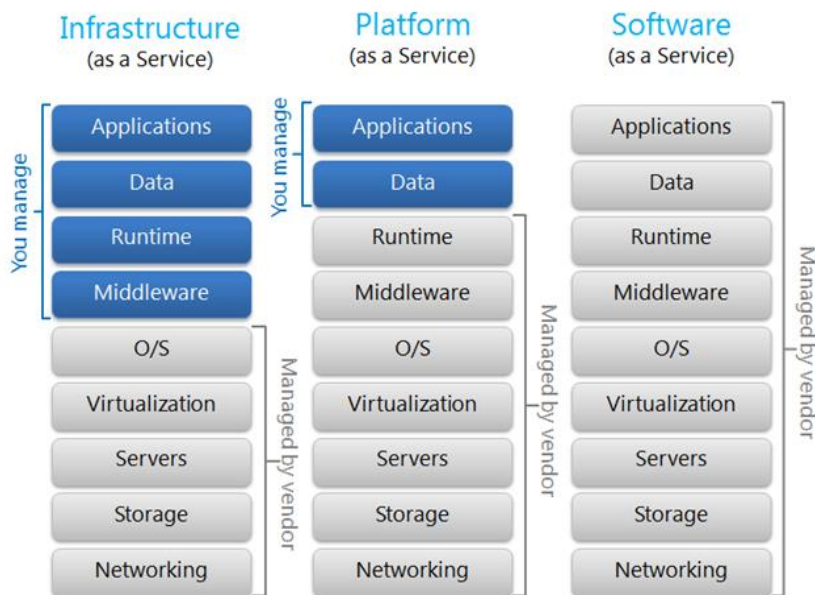 Infrastructure
(as a Service)
You manage
Applications
Data
Runtime
Middleware
O/S
Virtualization
Servers
Storage
Networking
Managed by vendor
Platform
(as a Service)
You manage
Applications
Data
Runtime
Middleware
O/S
Virtualization
Servers
Storage
Networking
Managed by vendor
Software
(as a Service)
Applications
Data
Runtime
Middleware
O/S
Virtualization
Servers
Storage
Networking
Managed by vendor